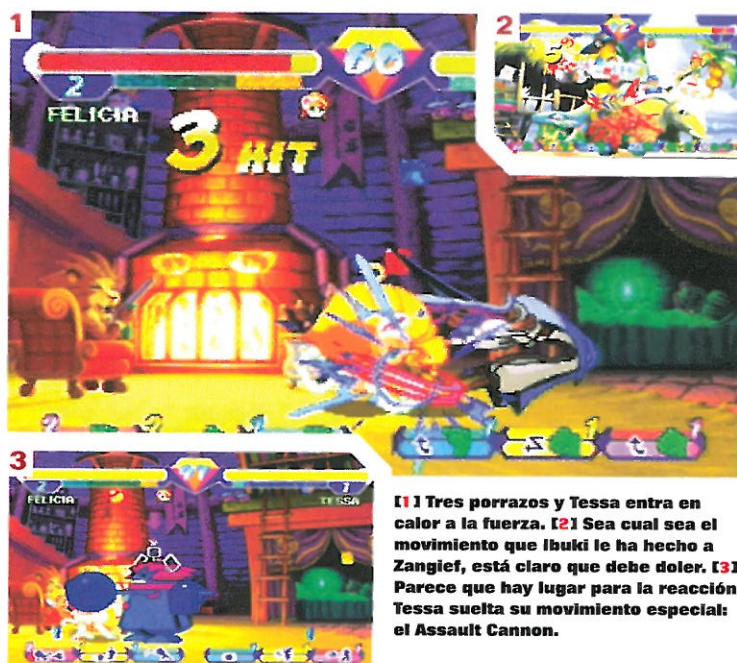 1
60
2
FELICIA
3 HIT
2
3
2
FELICIA
TESSA
[1] Tres porrazos y Tessa entra en
calor a la fuerza. [2] Sea cual sea el
movimiento que Ibuki le ha hecho a
Zangief, está claro que debe doler. [3]
Parece que hay lugar para la reacción
Tessa suelta su movimiento especial:
el Assault Cannon.